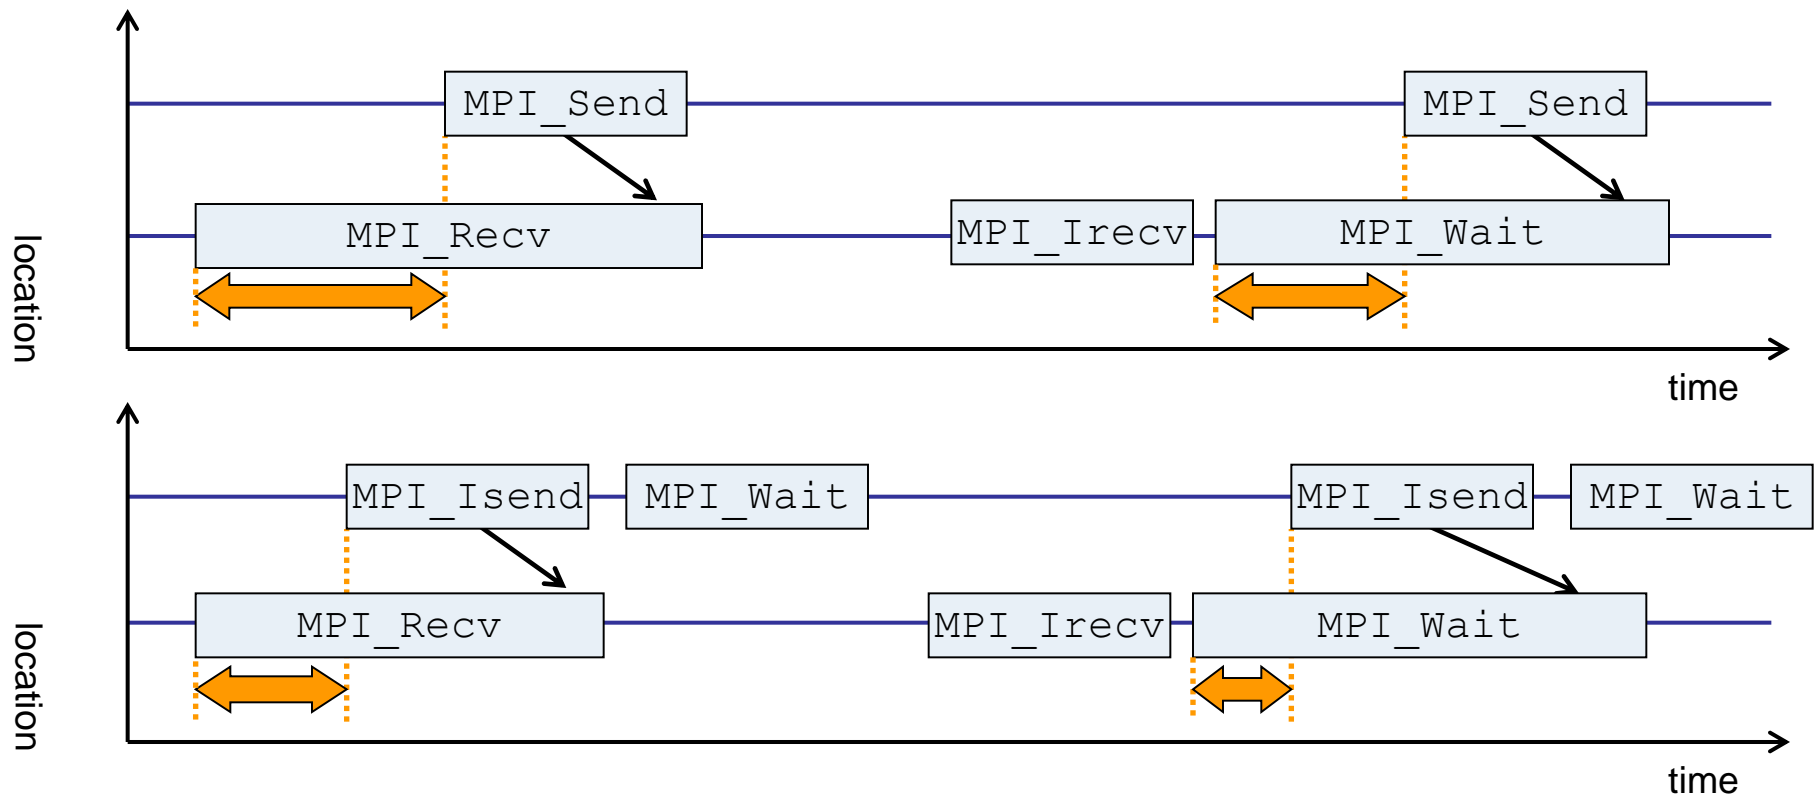 MPI_Send
MPI_Send
MPI_Recv
MPI_Irecv
MPI_Wait
location
time
MPI_Isend
MPI_Wait
MPI_Isend
MPI_Wait
MPI_Recv
MPI_Irecv
MPI_Wait
location
time